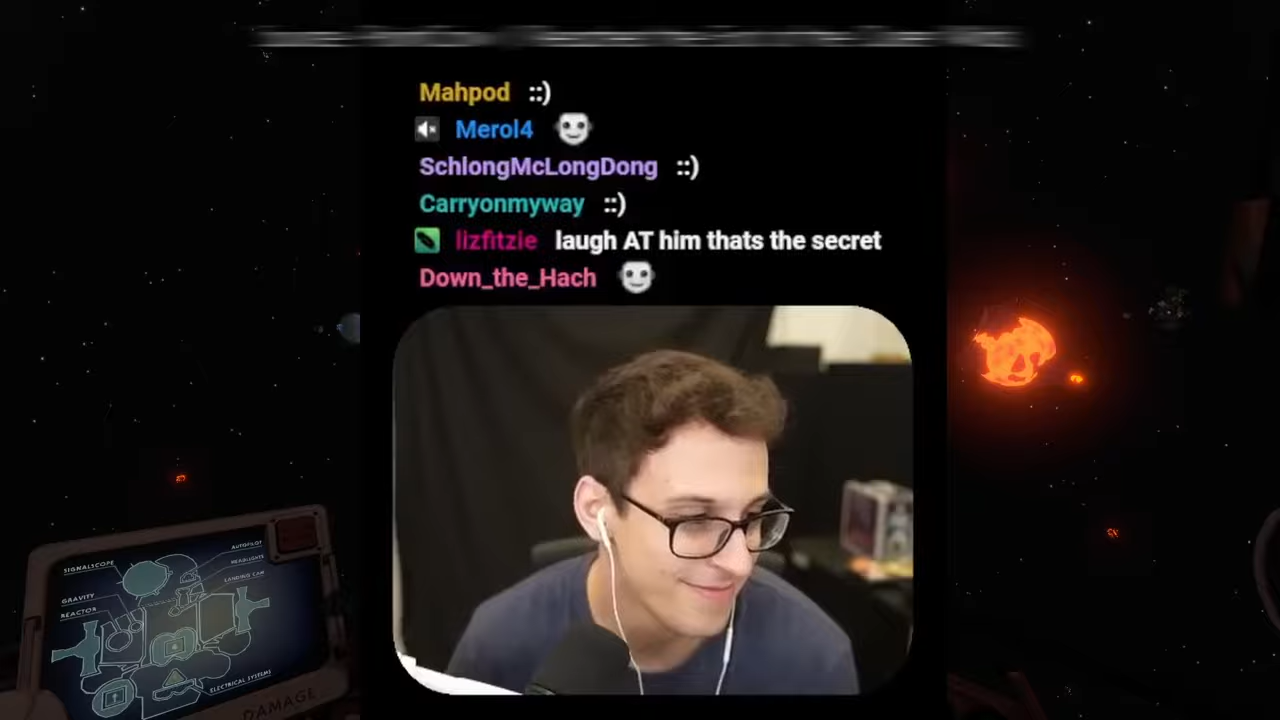 Mahpod ::)
Merol4
SchlongMcLongDong ::)
Carryonmyway ::)
lizfitzie laugh AT him thats the secret
Down_the_Hach
AUTOPILOT
SIGNALSCOPE
HEADLIGHTS
LANDING CAM
GRAVITY
REACTOR
ELECTRICAL SYSTEMS
DAMAGE